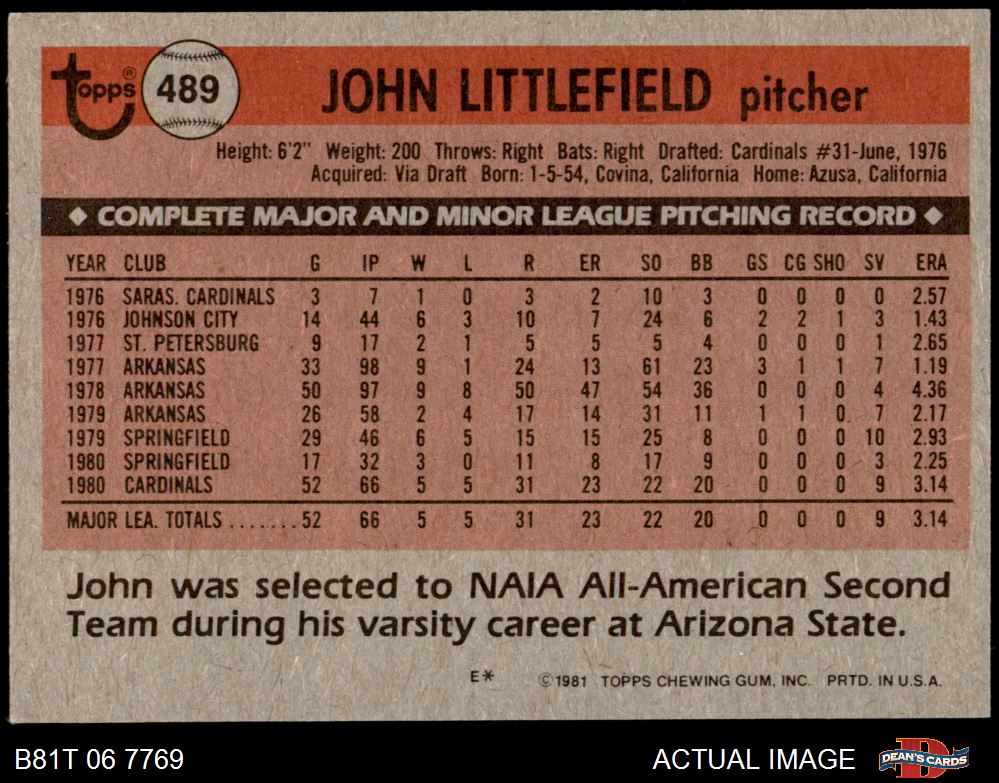 Topps® 489 JOHN LITTLEFIELD pitcher
Height: 6'2" Weight: 200 Throws: Right Bats: Right Drafted: Cardinals #31-June, 1976
Acquired: Via Draft Born: 1-5-54, Covina, California Home: Azusa, California
◆ COMPLETE MAJOR AND MINOR LEAGUE PITCHING RECORD ◆
YEAR CLUB G IP W L R ER SO BB GS CG SHO SV ERA
1976 SARAS. CARDINALS 3 7 1 0 3 2 10 3 0 0 0 0 2.57
1976 JOHNSON CITY 14 44 6 3 10 7 24 6 2 2 1 3 1.43
1977 ST. PETERSBURG 9 17 2 1 5 5 5 4 0 0 0 1 2.65
1977 ARKANSAS 33 98 9 1 24 13 61 23 3 1 1 7 1.19
1978 ARKANSAS 50 97 9 8 50 47 54 36 0 0 0 4 4.36
1979 ARKANSAS 26 58 2 4 17 14 31 11 1 1 0 7 2.17
1979 SPRINGFIELD 29 46 6 5 15 15 25 8 0 0 0 10 2.93
1980 SPRINGFIELD 17 32 3 0 11 8 17 9 0 0 0 3 2.25
1980 CARDINALS 52 66 5 5 31 23 22 20 0 0 0 9 3.14
MAJOR LEA. TOTALS ....... 52 66 5 5 31 23 22 20 0 0 0 9 3.14
John was selected to NAIA All-American Second
Team during his varsity career at Arizona State.
E* ©1981 TOPPS CHEWING GUM, INC. PRTD. IN U.S.A.
B81T 06 7769 ACTUAL IMAGE DEAN'S CARDS